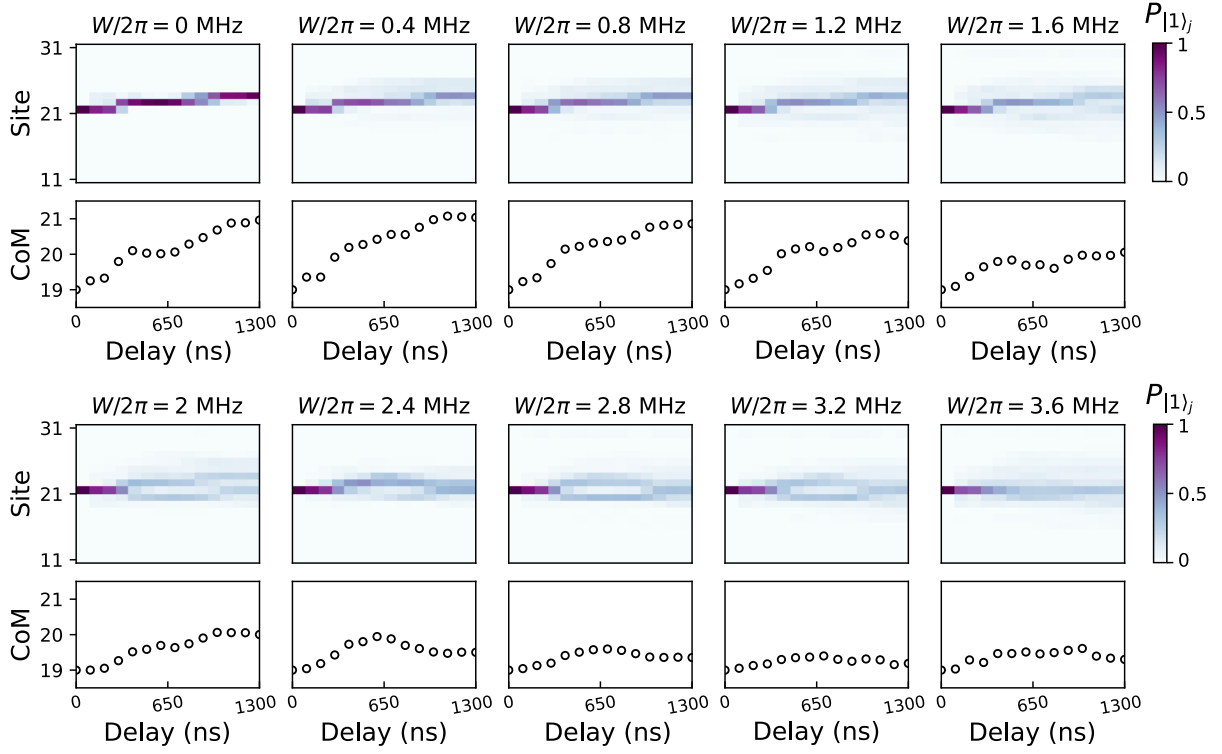 W/2π = 0 MHz W/2π = 0.4 MHz W/2π = 0.8 MHz W/2π = 1.2 MHz W/2π = 1.6 MHz P|1⟩j
31
21
11
Site
1
0.5
0
21
20
19
CoM
0 650 1300 0 650 1300 0 650 1300 0 650 1300 0 650 1300
Delay (ns) Delay (ns) Delay (ns) Delay (ns) Delay (ns)
W/2π = 2 MHz W/2π = 2.4 MHz W/2π = 2.8 MHz W/2π = 3.2 MHz W/2π = 3.6 MHz P|1⟩j
31
21
11
Site
1
0.5
0
21
20
19
CoM
0 650 1300 0 650 1300 0 650 1300 0 650 1300 0 650 1300
Delay (ns) Delay (ns) Delay (ns) Delay (ns) Delay (ns)